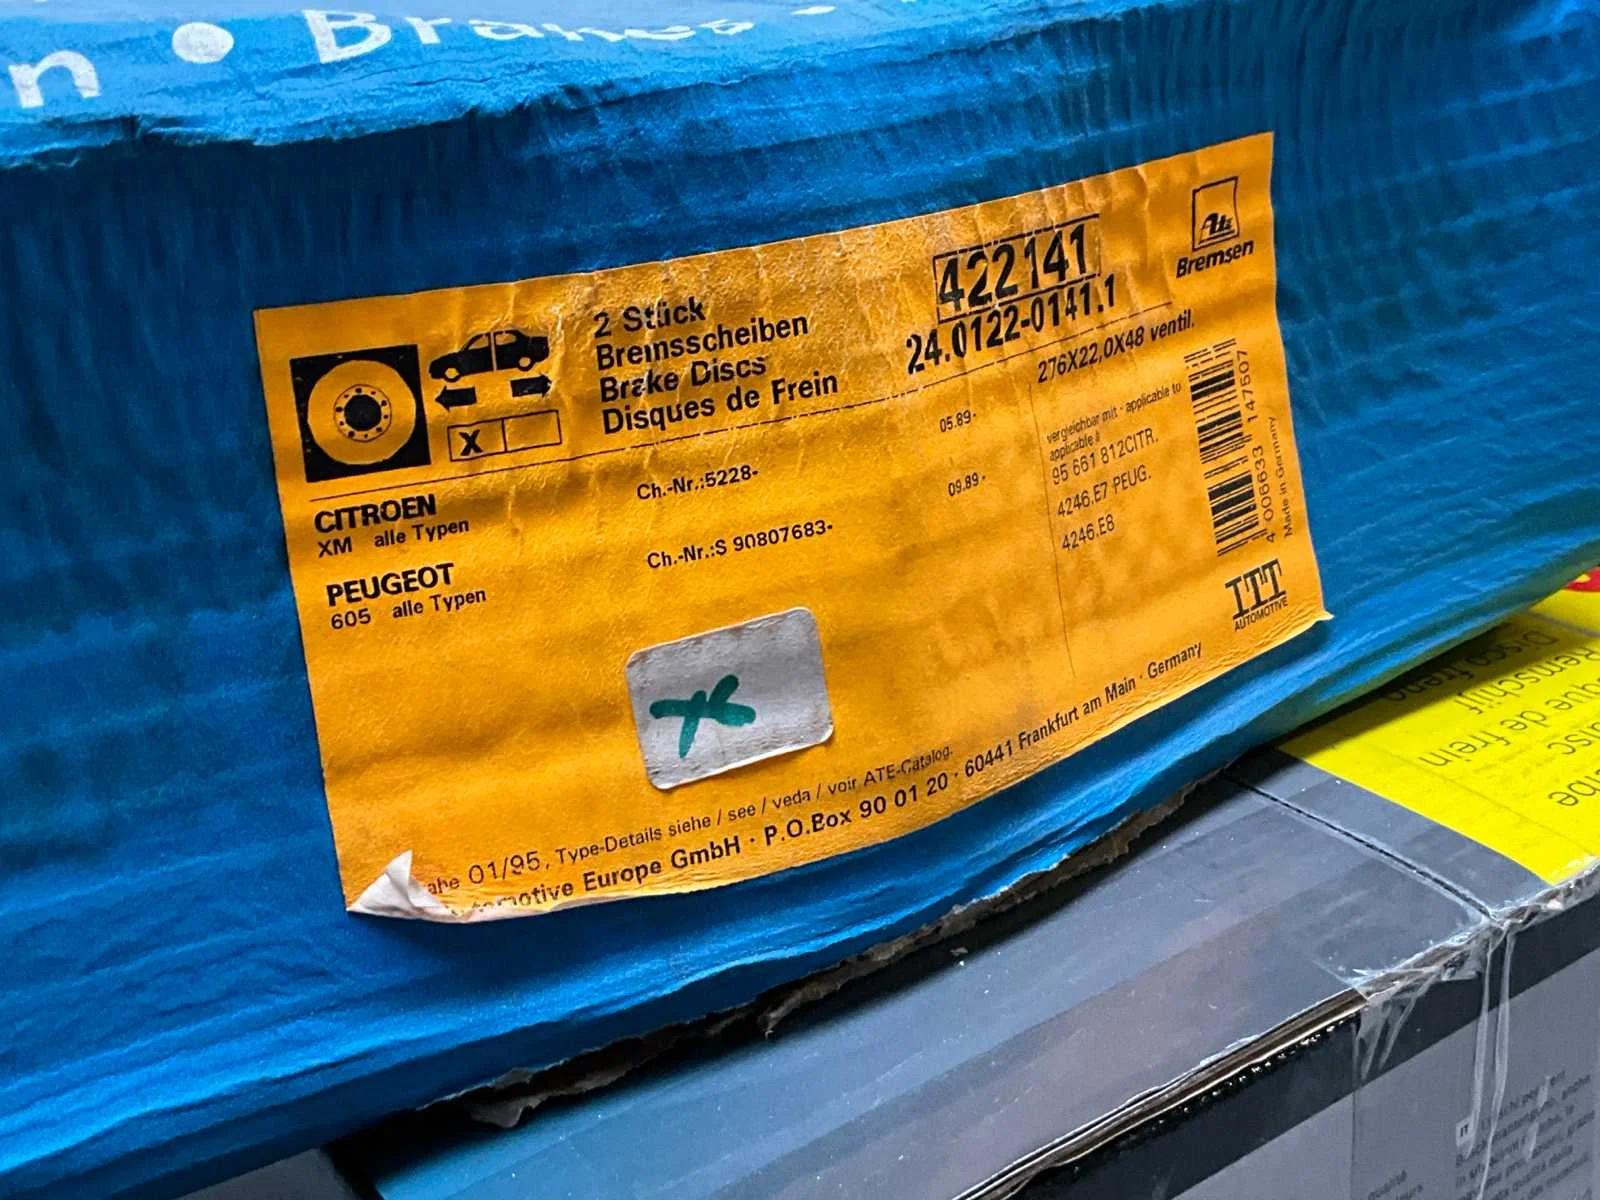 n • Brakes •
2 Stück
Bremsscheiben
Brake Discs
Disques de Frein
422141
24.0122-0141.1
276X22,0X48 ventil.
Ate
Bremsen
X
CITROEN
XM alle Typen
Ch.-Nr.:5228-
05.89-
PEUGEOT
605 alle Typen
Ch.-Nr.:S 90807683-
09.89-
vergleichbar mit · applicable to
applicable à
95 661 812CITR.
4246.E7 PEUG.
4246.E8
4 006633 147507
Made in Germany
ITT
AUTOMOTIVE
01/95, Type-Details siehe / see / veda / voir ATE-Catalog.
Europe GmbH · P.O.Box 90 01 20 · 60441 Frankfurt am Main · Germany
Disco freno
Remschijf
que de frein
disc
IT